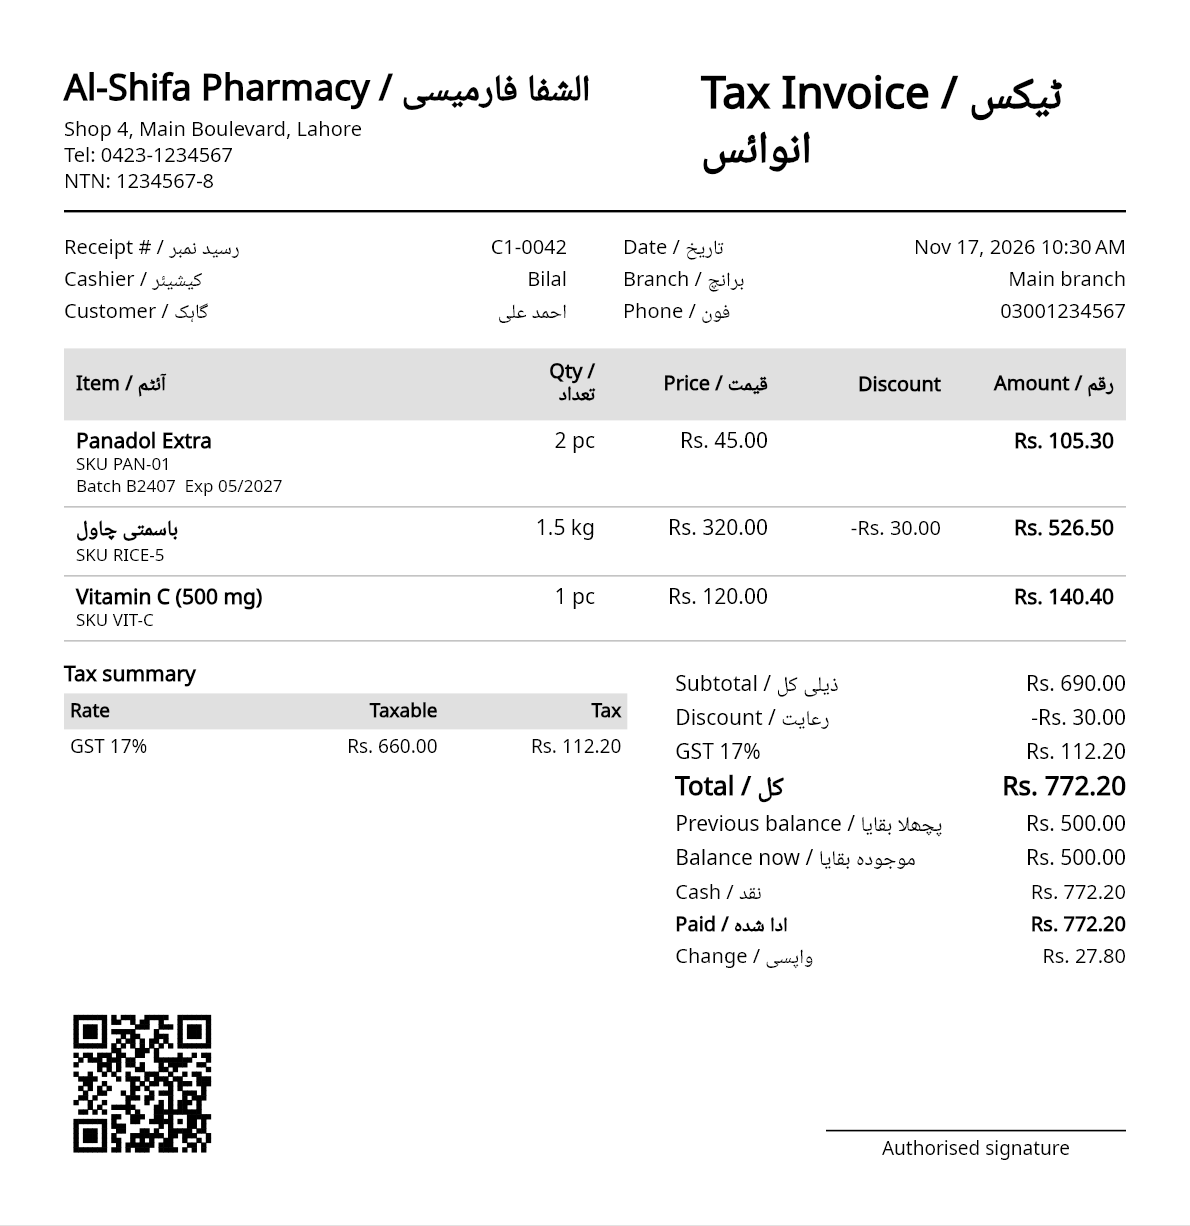 Al-Shifa Pharmacy / الشفا فارمیسی
Shop 4, Main Boulevard, Lahore
Tel: 0423-1234567
NTN: 1234567-8
Tax Invoice / ٹیکس
انوائس
Receipt # / رسید نمبر C1-0042
Date / تاریخ Nov 17, 2026 10:30 AM
Cashier / کیشیئر Bilal
Branch / برانچ Main branch
Customer / گاہک احمد علی
Phone / فون 03001234567
Item / آئٹم Qty / تعداد Price / قیمت Discount Amount / رقم
Panadol Extra 2 pc Rs. 45.00 Rs. 105.30
SKU PAN-01
Batch B2407 Exp 05/2027
باسمتی چاول 1.5 kg Rs. 320.00 -Rs. 30.00 Rs. 526.50
SKU RICE-5
Vitamin C (500 mg) 1 pc Rs. 120.00 Rs. 140.40
SKU VIT-C
Tax summary
Rate Taxable Tax
GST 17% Rs. 660.00 Rs. 112.20
Subtotal / ذیلی کل Rs. 690.00
Discount / رعایت -Rs. 30.00
GST 17% Rs. 112.20
Total / کل Rs. 772.20
Previous balance / پچھلا بقایا Rs. 500.00
Balance now / موجودہ بقایا Rs. 500.00
Cash / نقد Rs. 772.20
Paid / ادا شدہ Rs. 772.20
Change / واپسی Rs. 27.80
Authorised signature